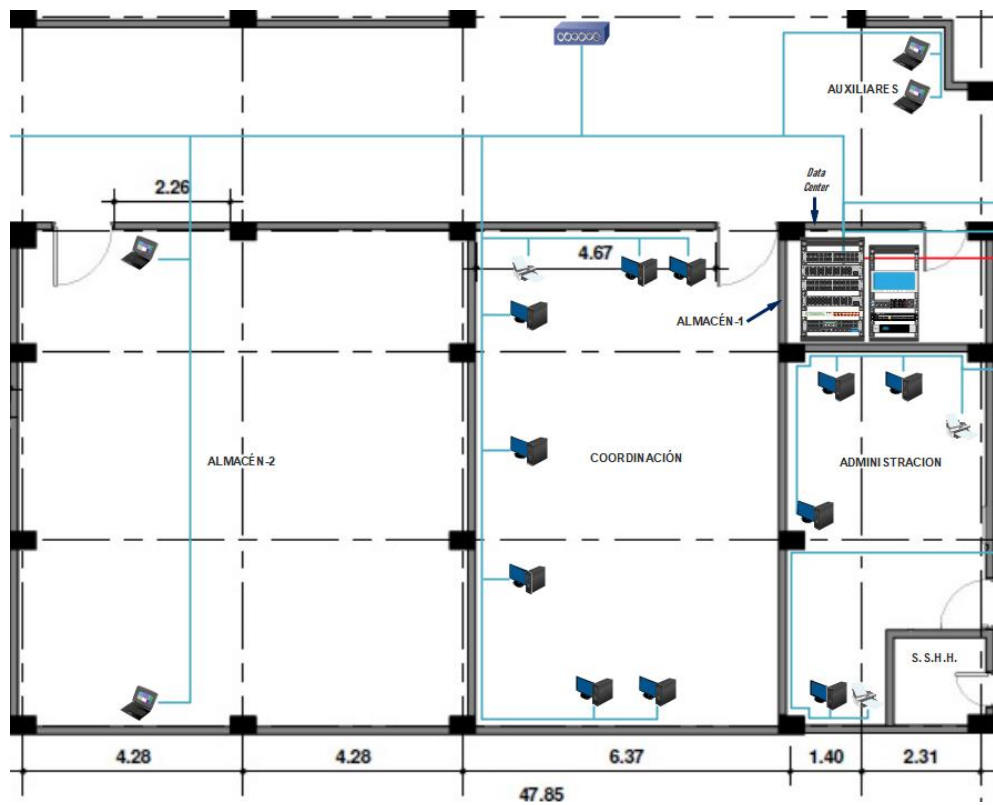 AUXILIARES
Data
Center
2.26
4.67
ALMACÉN-1
ALMACÉN-2
COORDINACIÓN
ADMINISTRACION
S.S.H.H.
4.28
4.28
6.37
1.40
2.31
47.85